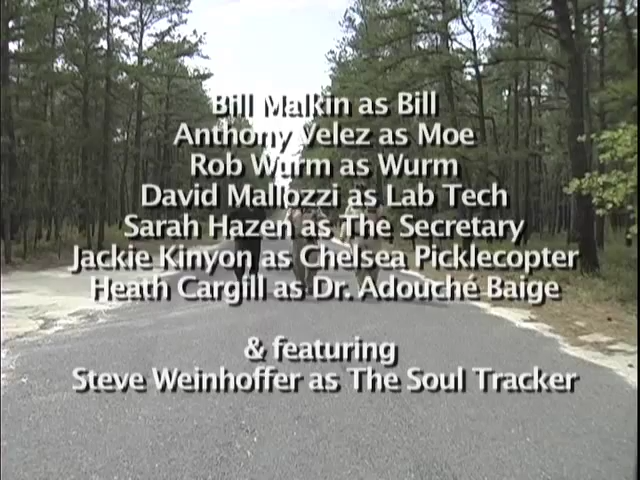 Bill Malkin as Bill
Anthony Velez as Moe
Rob Wurm as Wurm
David Mallozzi as Lab Tech
Sarah Hazen as The Secretary
Jackie Kinyon as Chelsea Picklecopter
Heath Cargill as Dr. Adouché Baige
& featuring
Steve Weinhoffer as The Soul Tracker